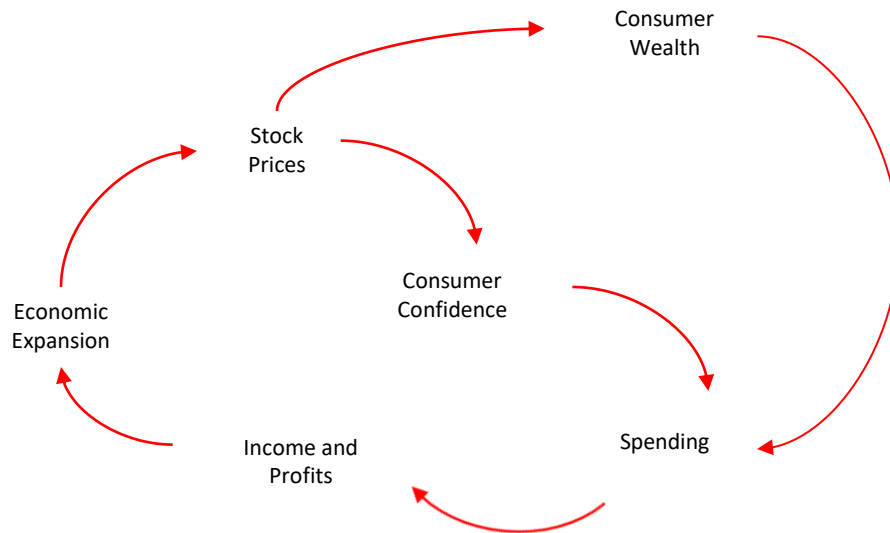 Consumer
Wealth
Stock
Prices
Consumer
Confidence
Economic
Expansion
Spending
Income and
Profits